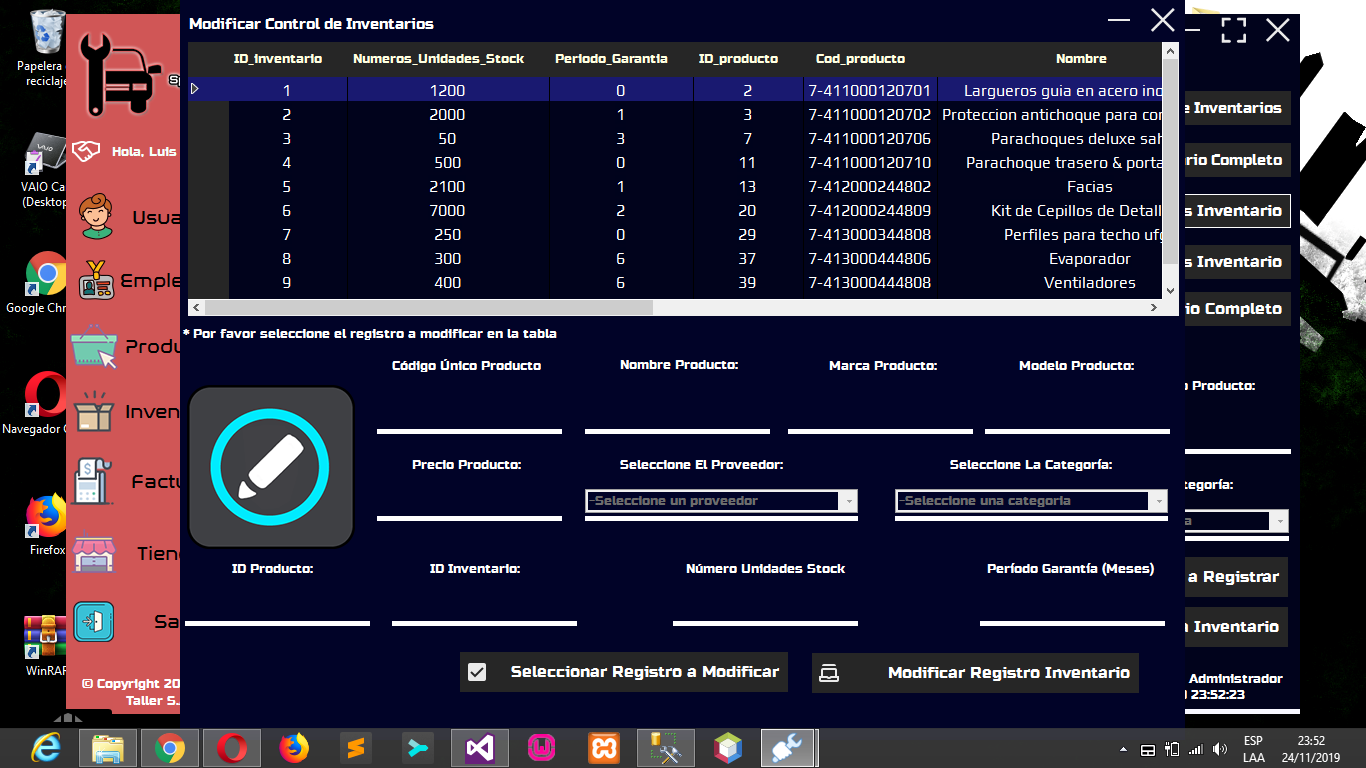 Modificar Control de Inventarios
ID_Inventario Numeros_Unidades_Stock Periodo_Garantia ID_producto Cod_producto Nombre
1 1200 0 2 7-411000120701 Largueros guia en acero ino
2 2000 1 3 7-411000120702 Proteccion antichoque para con
3 50 3 7 7-411000120706 Parachoques deluxe sah
4 500 0 11 7-411000120710 Parachoque trasero & porta
5 2100 1 13 7-412000244802 Facias
6 7000 2 20 7-412000244809 Kit de Cepillos de Detall
7 250 0 29 7-413000344808 Perfiles para techo ufg
8 300 6 37 7-413000444806 Evaporador
9 400 6 39 7-413000444808 Ventiladores
* Por favor seleccione el registro a modificar en la tabla
Código Único Producto
Nombre Producto:
Marca Producto:
Modelo Producto:
Precio Producto:
Seleccione El Proveedor:
Seleccione La Categoría:
-Seleccione un proveedor
-Seleccione una categoria
ID Producto:
ID Inventario:
Número Unidades Stock
Período Garantía (Meses)
Seleccionar Registro a Modificar
Modificar Registro Inventario
Papelera
reciclaje
VAIO Ca
(Desktop
Google Chr
Navegador
Firefox
WinRAR
Hola, Luis
Usua
Emple
Produ
Inven
Factu
Tien
Sa
© Copyright 20
Taller S.
e Inventarios
rio Completo
s Inventario
s Inventario
io Completo
o Producto:
tegoría:
a
a Registrar
n Inventario
Administrador
23:52:23
ESP
LAA
23:52
24/11/2019